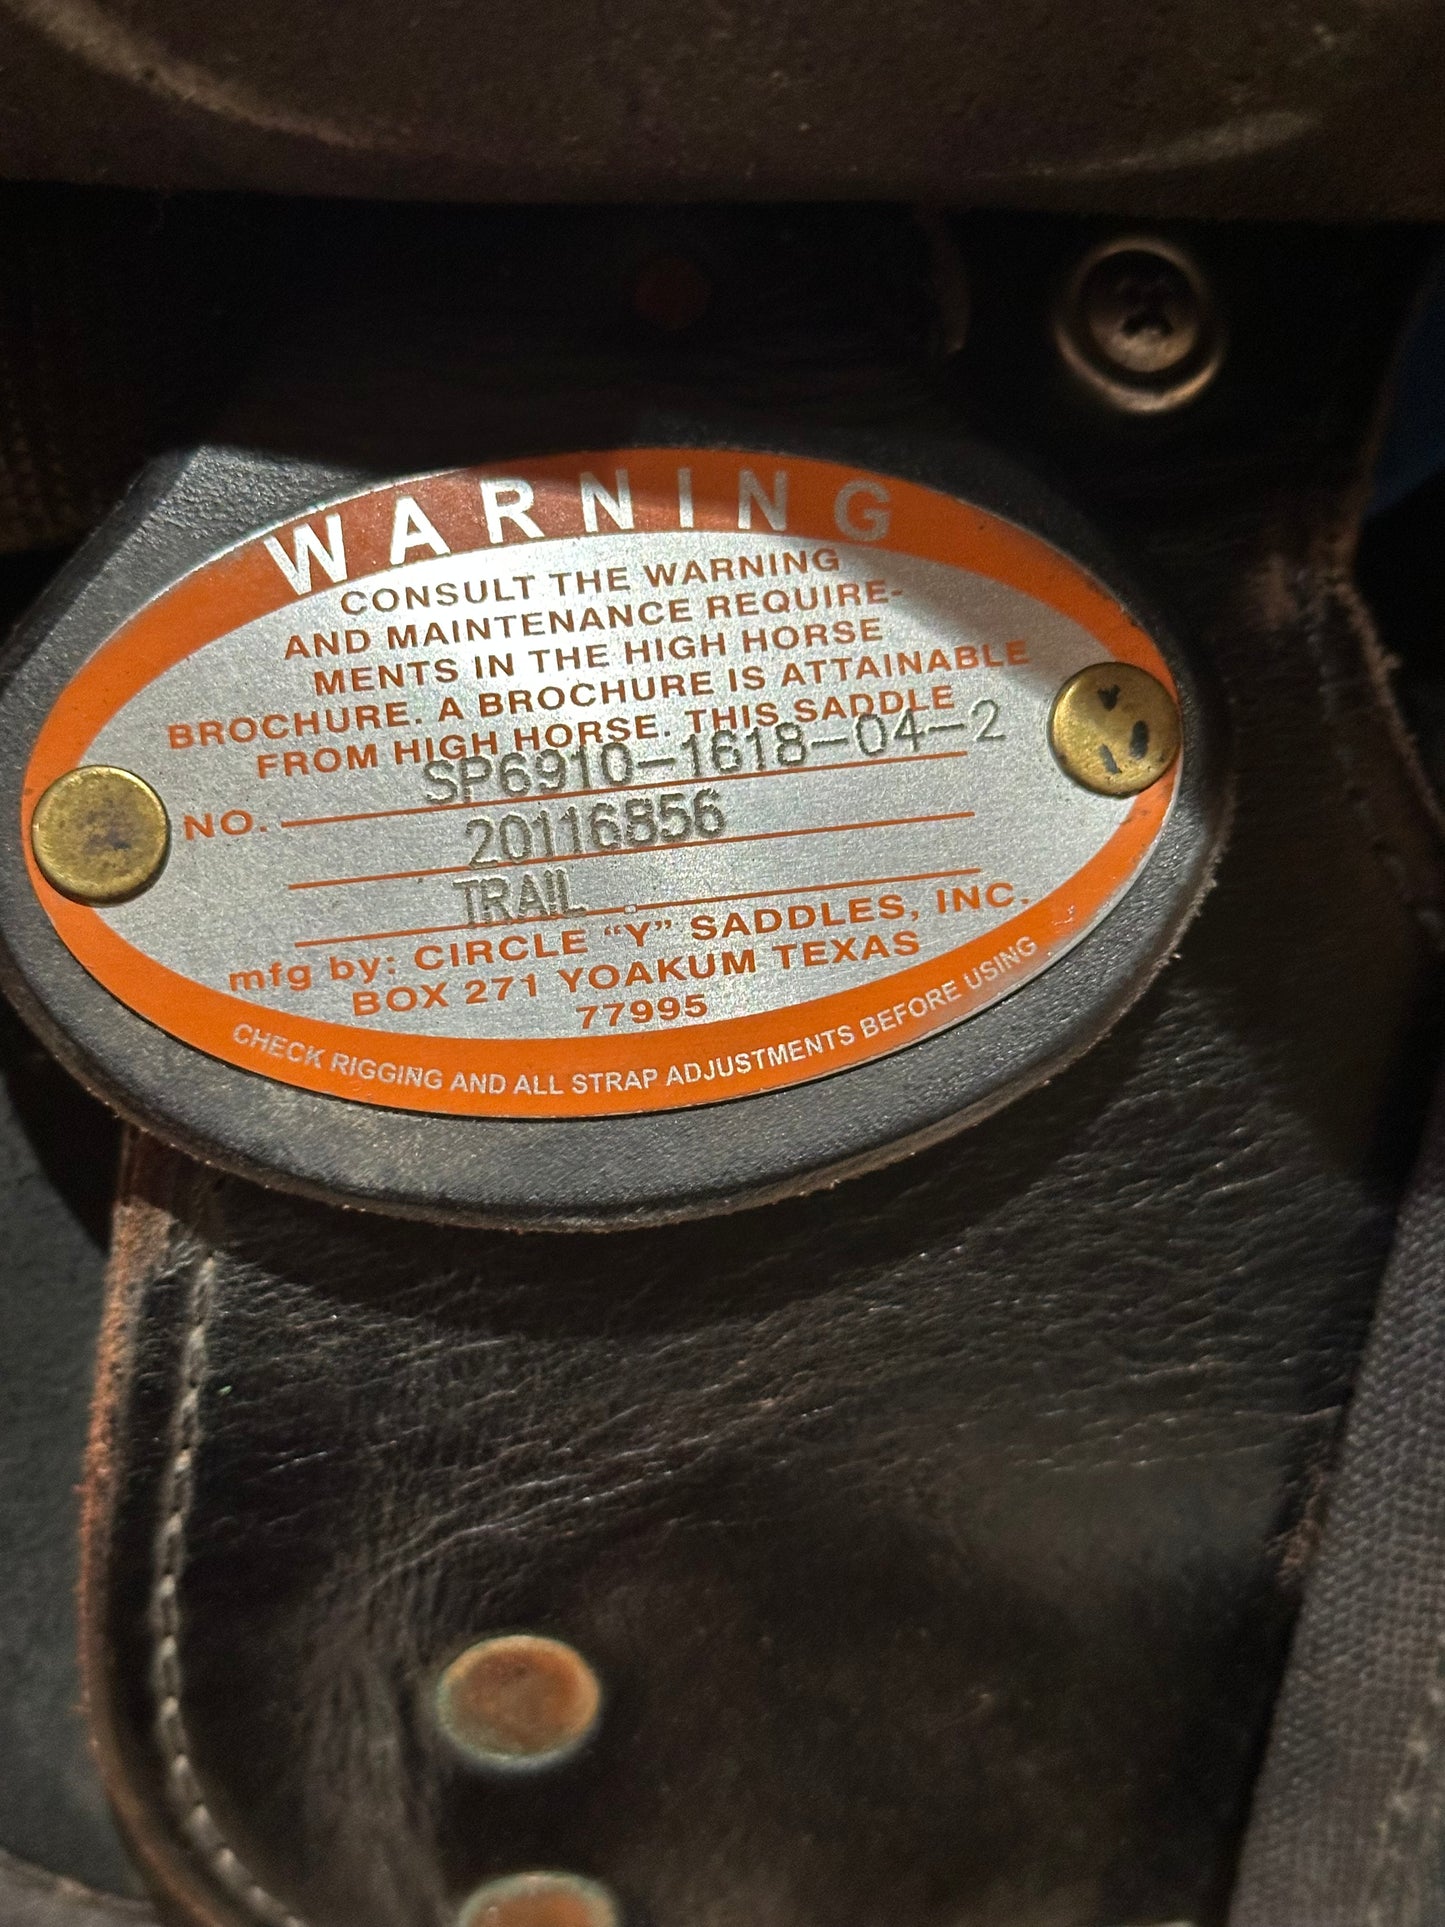 WARNING
CONSULT THE WARNING
AND MAINTENANCE REQUIRE-
MENTS IN THE HIGH HORSE
BROCHURE. A BROCHURE IS ATTAINABLE
FROM HIGH HORSE. THIS SADDLE
NO. SP6910-1618-04-2
20116856
TRAIL
mfg by: CIRCLE "Y" SADDLES, INC.
BOX 271 YOAKUM TEXAS
77995
CHECK RIGGING AND ALL STRAP ADJUSTMENTS BEFORE USING